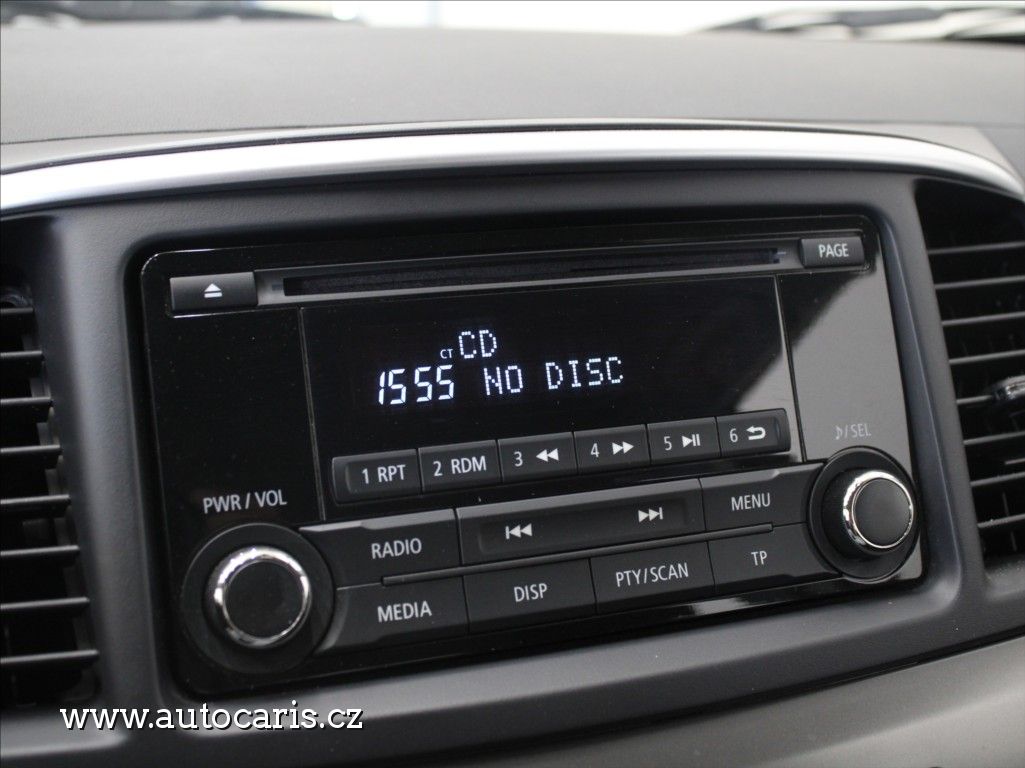 PAGE
CT CD
1555 NO DISC
♪/SEL
1 RPT 2 RDM 3 ◀◀ 4 ▶▶ 5 ▶II 6
PWR / VOL
RADIO MENU
MEDIA DISP PTY/SCAN TP
www.autocaris.cz